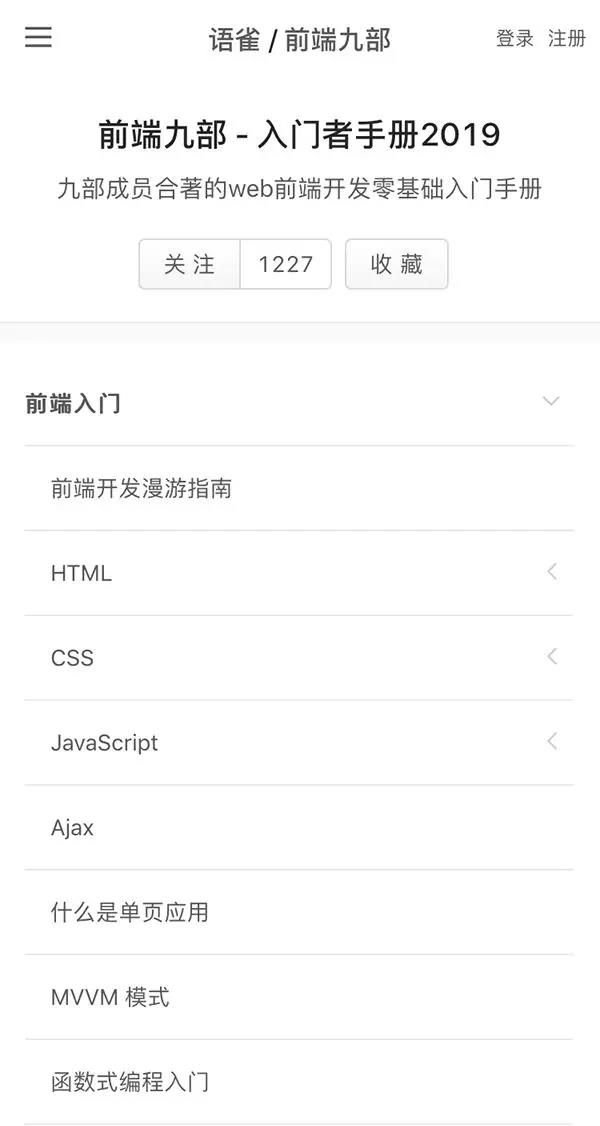 语雀 / 前端九部
登录 注册
前端九部 - 入门者手册2019
九部成员合著的web前端开发零基础入门手册
关注 1227 收藏
前端入门
前端开发漫游指南
HTML
CSS
JavaScript
Ajax
什么是单页应用
MVVM 模式
函数式编程入门